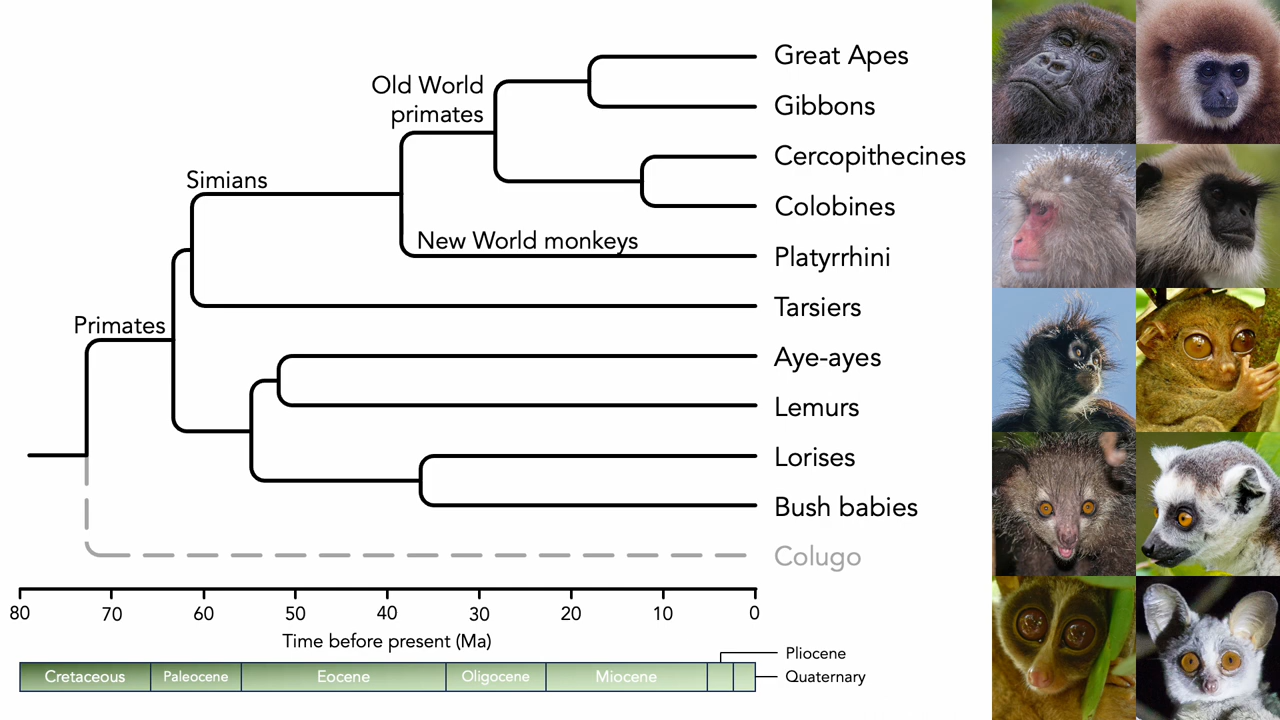 Great Apes
Old World
primates
Gibbons
Cercopithecines
Simians
Colobines
New World monkeys
Platyrrhini
Tarsiers
Primates
Aye-ayes
Lemurs
Lorises
Bush babies
Colugo
80 70 60 50 40 30 20 10 0
Time before present (Ma)
Pliocene
Cretaceous Paleocene Eocene Oligocene Miocene Quaternary